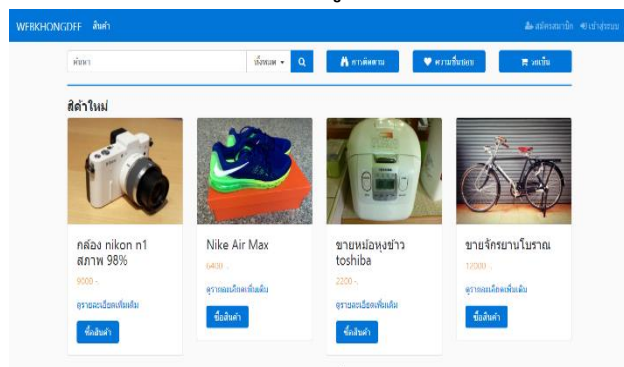 WEBKHONGDEE สินค้า สมัครสมาชิก เข้าสู่ระบบ
ค้นหา ทั้งหมด การติดตาม ความชื่นชอบ รถเข็น
สิค้าใหม่
กล้อง nikon n1 สภาพ 98%
9000 -.
ดูรายละเอียดเพิ่มเติม
ซื้อสินค้า
Nike Air Max
6400 -.
ดูรายละเอียดเพิ่มเติม
ซื้อสินค้า
ขายหม้อหุงข้าว toshiba
2200 -.
ดูรายละเอียดเพิ่มเติม
ซื้อสินค้า
ขายจักรยานโบราณ
12000 -.
ดูรายละเอียดเพิ่มเติม
ซื้อสินค้า